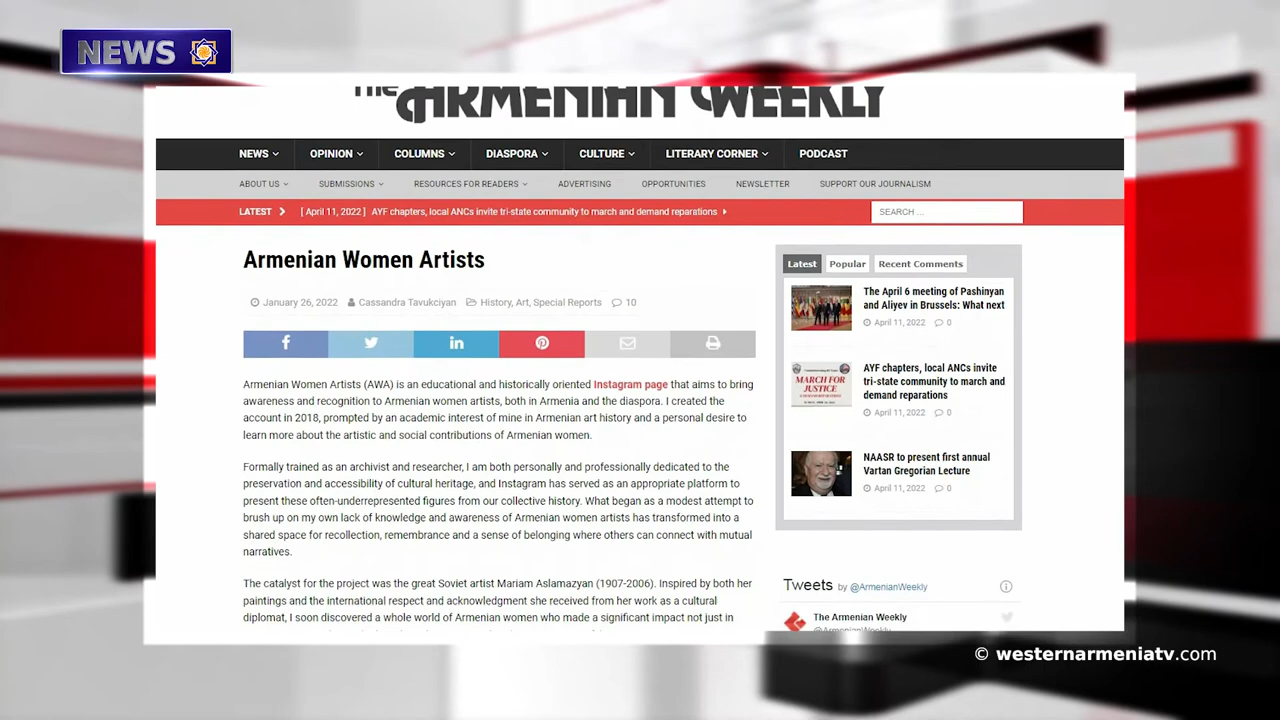 NEWS
THE ARMENIAN WEEKLY
NEWS OPINION COLUMNS DIASPORA CULTURE LITERARY CORNER PODCAST
ABOUT US SUBMISSIONS RESOURCES FOR READERS ADVERTISING OPPORTUNITIES NEWSLETTER SUPPORT OUR JOURNALISM
LATEST [ April 11, 2022 ] AYF chapters, local ANCs invite tri-state community to march and demand reparations
SEARCH ...
Armenian Women Artists
January 26, 2022 Cassandra Tavukciyan History, Art, Special Reports 10
Armenian Women Artists (AWA) is an educational and historically oriented Instagram page that aims to bring
awareness and recognition to Armenian women artists, both in Armenia and the diaspora. I created the
account in 2018, prompted by an academic interest of mine in Armenian art history and a personal desire to
learn more about the artistic and social contributions of Armenian women.
Formally trained as an archivist and researcher, I am both personally and professionally dedicated to the
preservation and accessibility of cultural heritage, and Instagram has served as an appropriate platform to
present these often-underrepresented figures from our collective history. What began as a modest attempt to
brush up on my own lack of knowledge and awareness of Armenian women artists has transformed into a
shared space for recollection, remembrance and a sense of belonging where others can connect with mutual
narratives.
The catalyst for the project was the great Soviet artist Mariam Aslamazyan (1907-2006). Inspired by both her
paintings and the international respect and acknowledgment she received from her work as a cultural
diplomat, I soon discovered a whole world of Armenian women who made a significant impact not just in
Latest Popular Recent Comments
The April 6 meeting of Pashinyan
and Aliyev in Brussels: What next
April 11, 2022 0
MARCH FOR
JUSTICE
AYF chapters, local ANCs invite
tri-state community to march and
demand reparations
April 11, 2022 0
NAASR to present first annual
Vartan Gregorian Lecture
April 11, 2022 0
Tweets by @ArmenianWeekly
The Armenian Weekly
@ArmenianWeekly
© westernarmeniatv.com